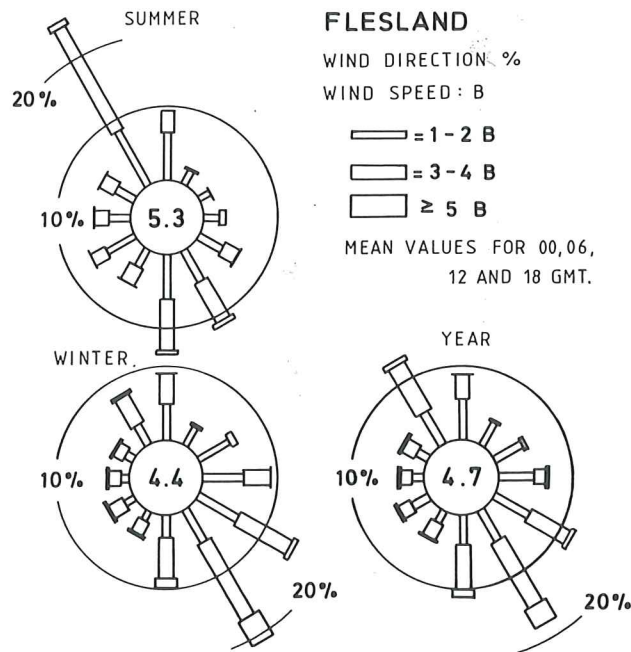 SUMMER
20%
10%
5.3
FLESLAND
WIND DIRECTION %
WIND SPEED: B
= 1 - 2 B
= 3 - 4 B
≥ 5 B
MEAN VALUES FOR 00, 06,
12 AND 18 GMT.
WINTER.
10%
4.4
20%
YEAR
10%
4.7
20%